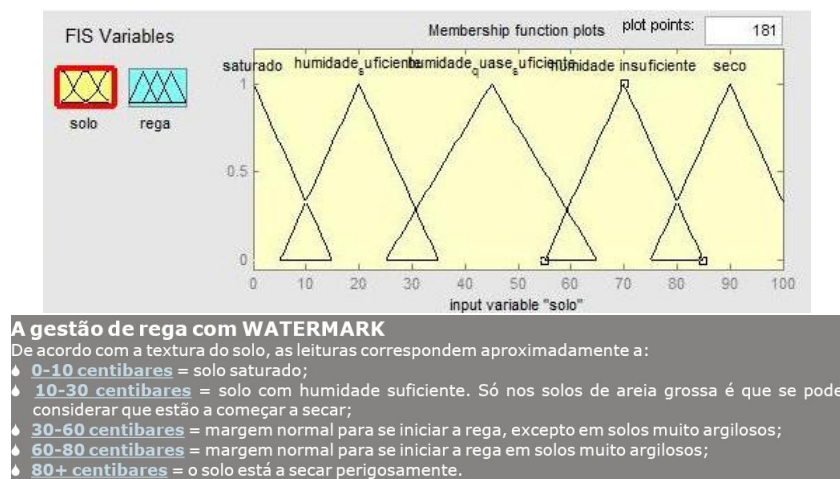 FIS Variables
Membership function plots
plot points:
181
saturado humidade_suficiente humidade_quase_suficiente humidade insuficiente seco
solo
rega
1
0.5
0
0 10 20 30 40 50 60 70 80 90 100
input variable "solo"
A gestão de rega com WATERMARK
De acordo com a textura do solo, as leituras correspondem aproximadamente a:
0-10 centibares = solo saturado;
10-30 centibares = solo com humidade suficiente. Só nos solos de areia grossa é que se pode
considerar que estão a começar a secar;
30-60 centibares = margem normal para se iniciar a rega, excepto em solos muito argilosos;
60-80 centibares = margem normal para se iniciar a rega em solos muito argilosos;
80+ centibares = o solo está a secar perigosamente.